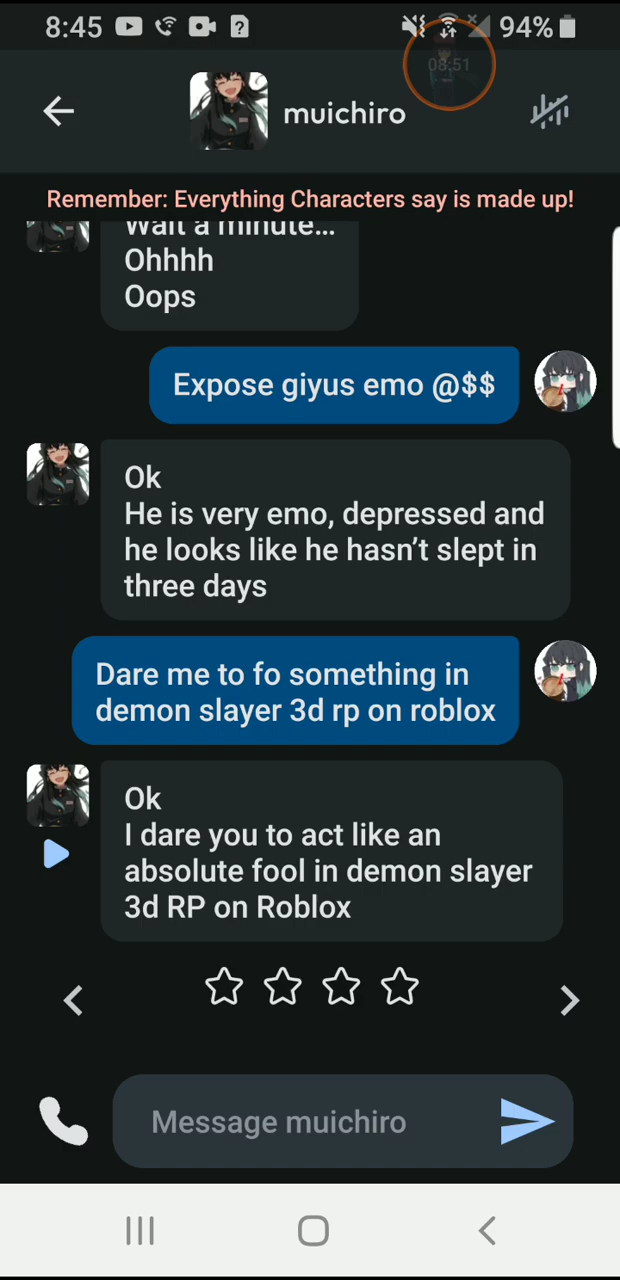 8:45 94%
08:51
muichiro
Remember: Everything Characters say is made up!
Wait a minute...
Ohhhh
Oops
Expose giyus emo @$$
Ok
He is very emo, depressed and
he looks like he hasn't slept in
three days
Dare me to fo something in
demon slayer 3d rp on roblox
Ok
I dare you to act like an
absolute fool in demon slayer
3d RP on Roblox
Message muichiro